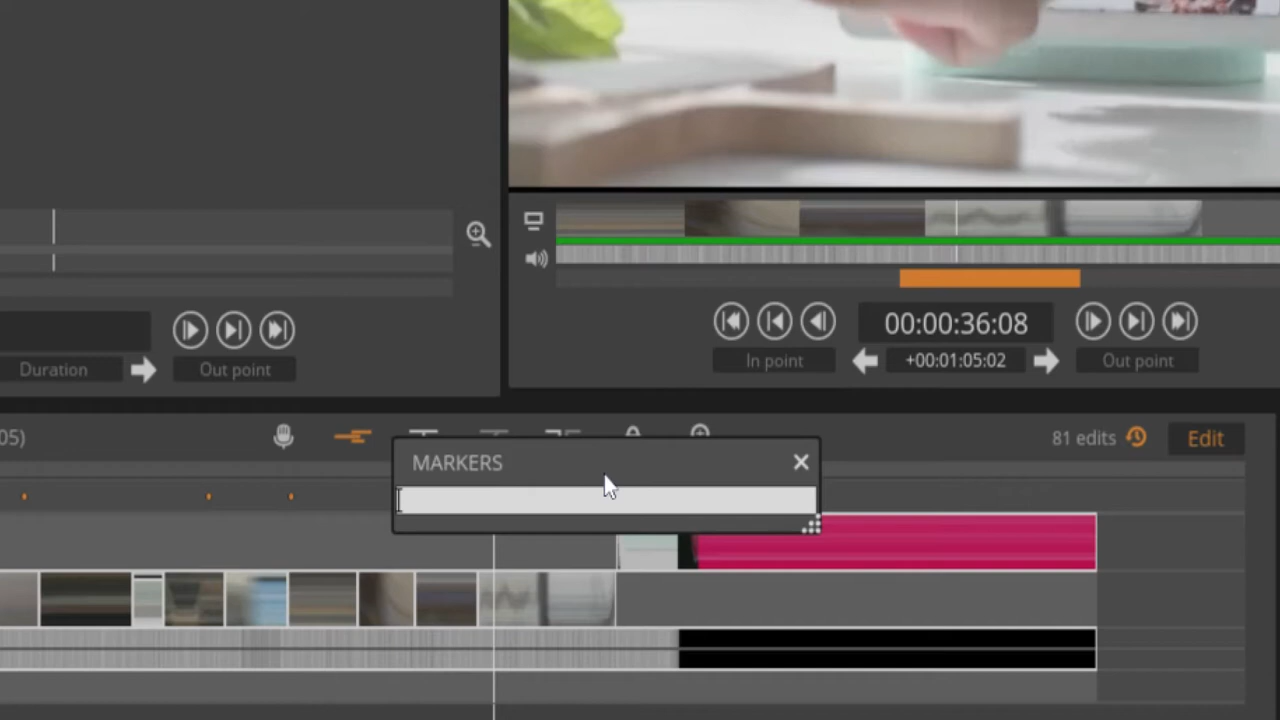 00:00:36:08
Duration
Out point
In point
+00:01:05:02
Out point
05)
81 edits
Edit
MARKERS